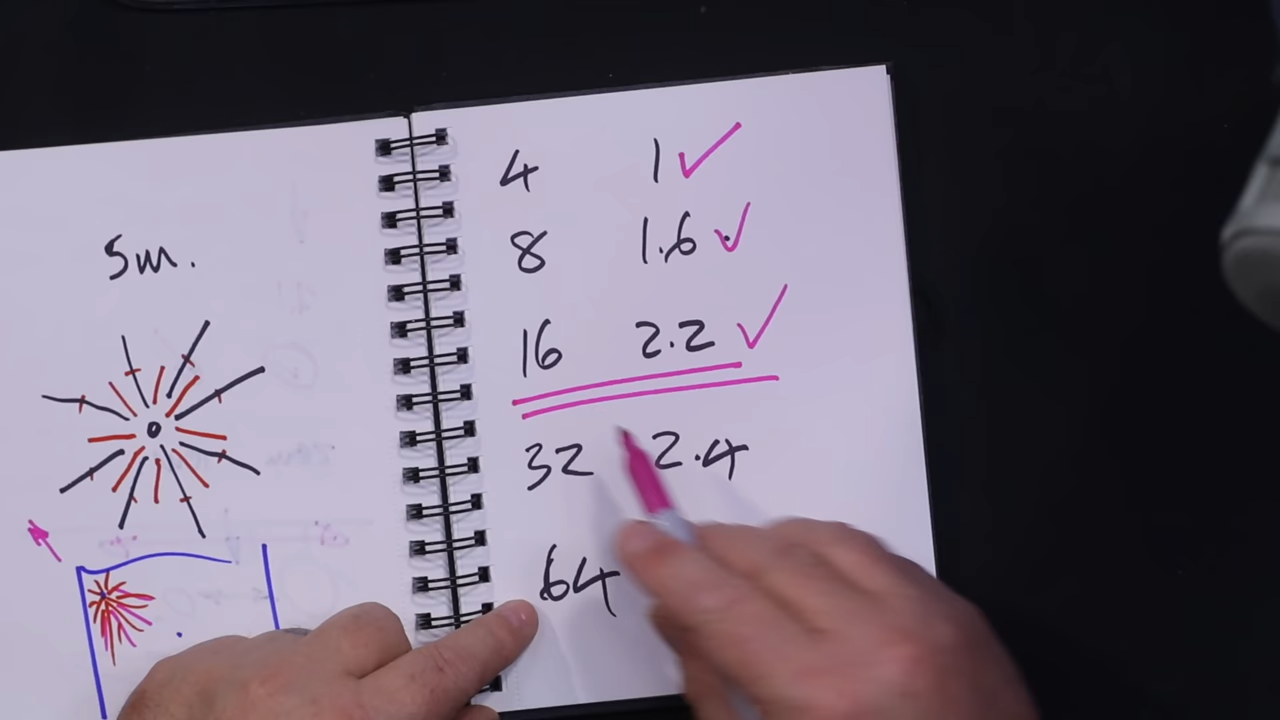 5m.
4 1 ✓
8 1.6 ✓
16 2.2 ✓
32 2.4
64